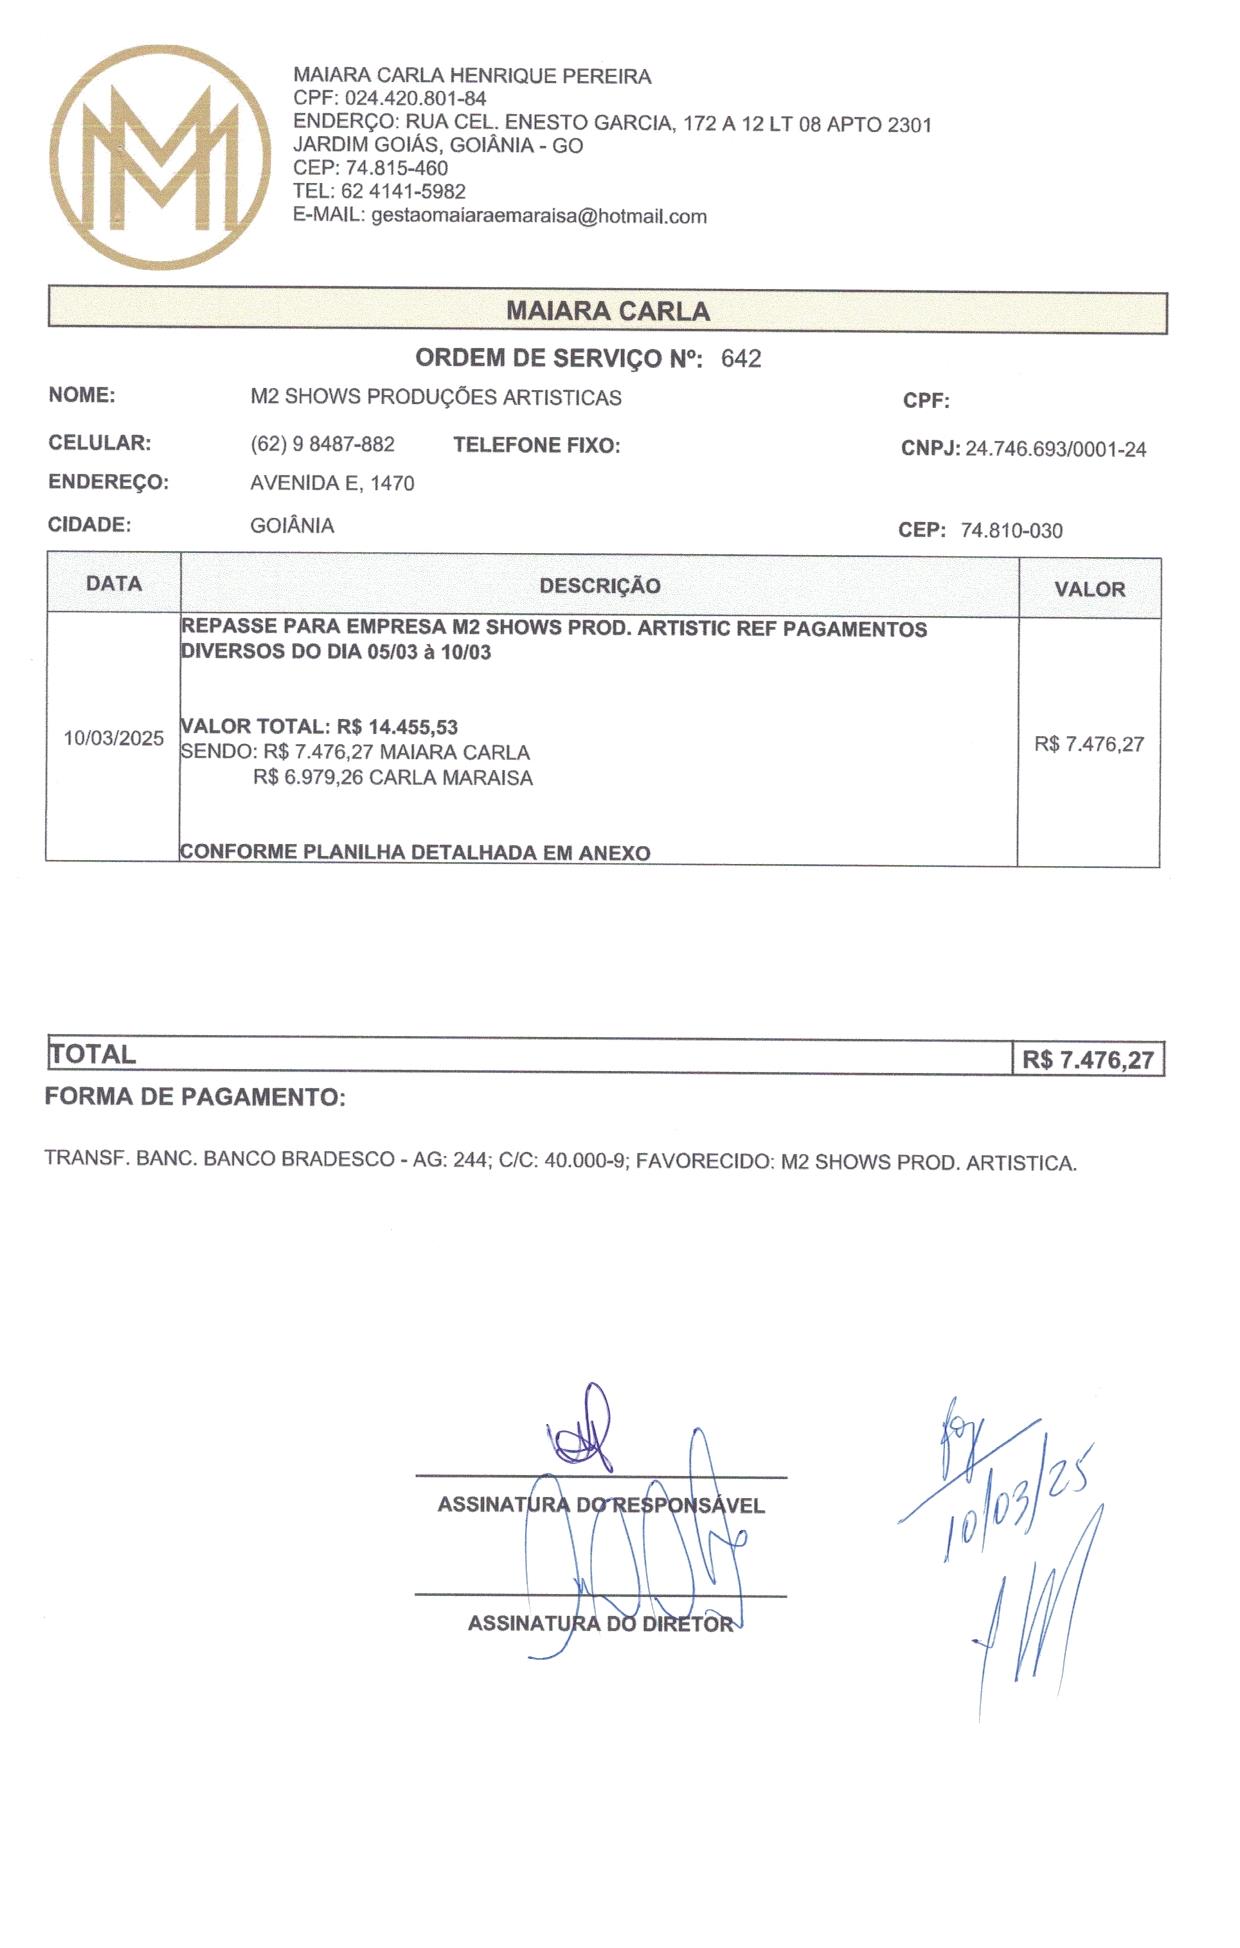 MAIARA CARLA HENRIQUE PEREIRA
CPF: 024.420.801-84
ENDERÇO: RUA CEL. ENESTO GARCIA, 172 A 12 LT 08 APTO 2301
JARDIM GOIÁS, GOIÂNIA - GO
CEP: 74.815-460
TEL: 62 4141-5982
E-MAIL: gestaomaiaraemaraisa@hotmail.com
MAIARA CARLA
ORDEM DE SERVIÇO Nº: 642
NOME: M2 SHOWS PRODUÇÕES ARTISTICAS CPF:
CELULAR: (62) 9 8487-882 TELEFONE FIXO: CNPJ: 24.746.693/0001-24
ENDEREÇO: AVENIDA E, 1470
CIDADE: GOIÂNIA CEP: 74.810-030
DATA DESCRIÇÃO VALOR
REPASSE PARA EMPRESA M2 SHOWS PROD. ARTISTIC REF PAGAMENTOS
DIVERSOS DO DIA 05/03 à 10/03
VALOR TOTAL: R$ 14.455,53
10/03/2025 R$ 7.476,27
SENDO: R$ 7.476,27 MAIARA CARLA
R$ 6.979,26 CARLA MARAISA
CONFORME PLANILHA DETALHADA EM ANEXO
TOTAL R$ 7.476,27
FORMA DE PAGAMENTO:
TRANSF. BANC. BANCO BRADESCO - AG: 244; C/C: 40.000-9; FAVORECIDO: M2 SHOWS PROD. ARTISTICA.
ASSINATURA DO RESPONSÁVEL
10/03/25
ASSINATURA DO DIRETOR